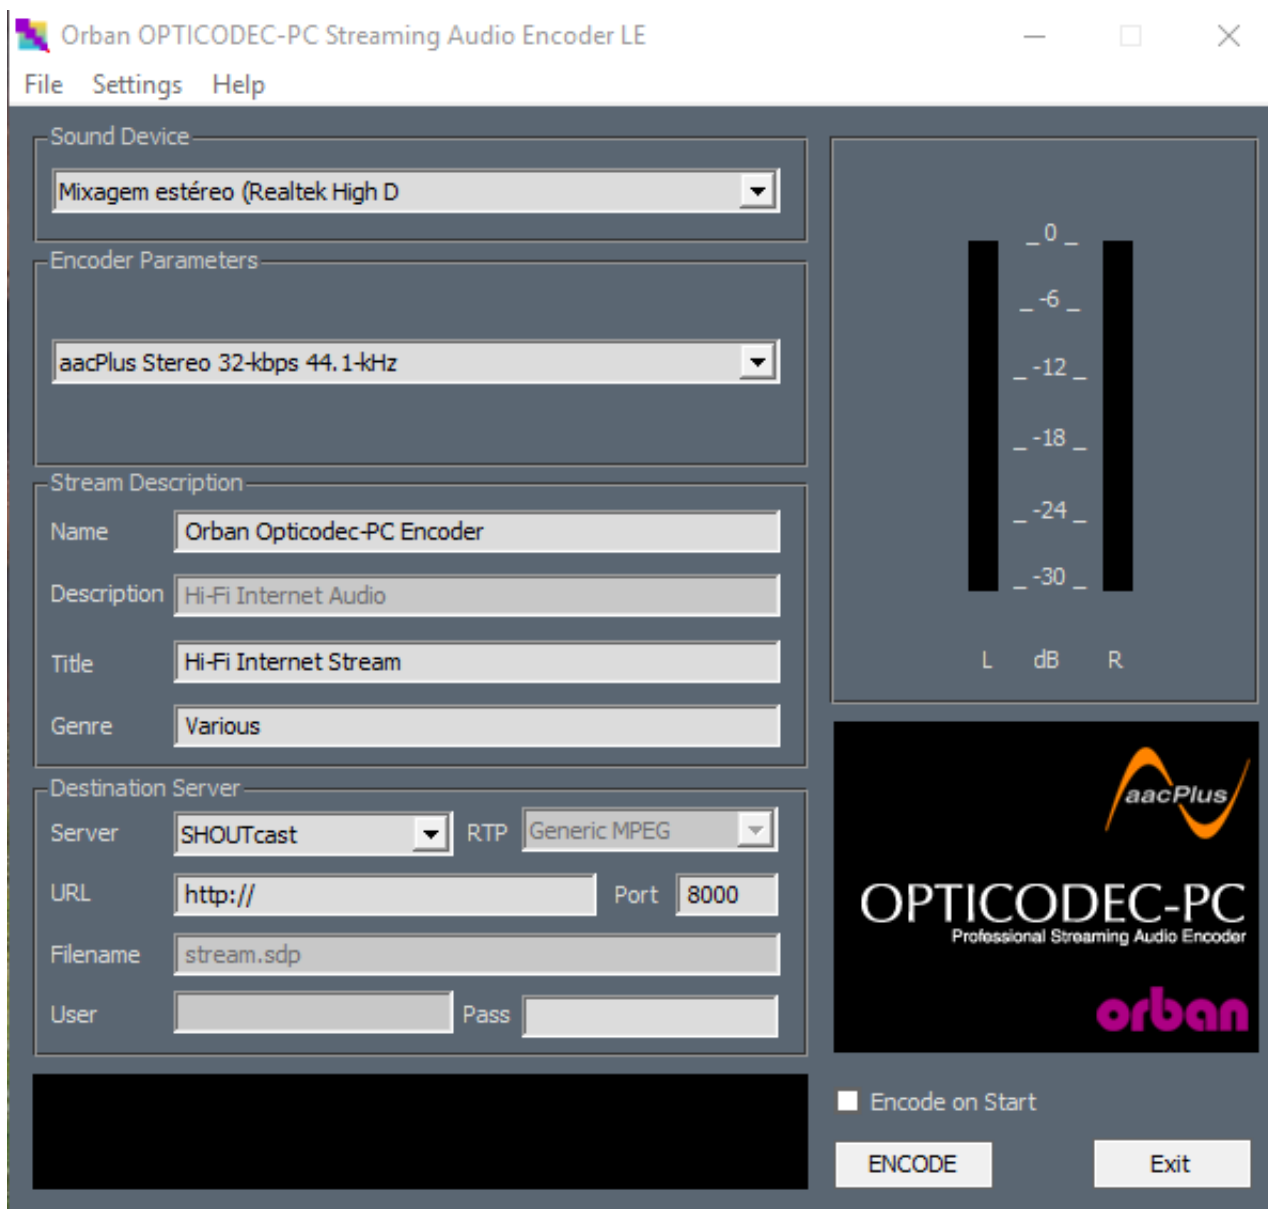 Orban OPTICODEC-PC Streaming Audio Encoder LE
File Settings Help
Sound Device
Mixagem estéreo (Realtek High D
Encoder Parameters
aacPlus Stereo 32-kbps 44.1-kHz
Stream Description
Name Orban Opticodec-PC Encoder
Description Hi-Fi Internet Audio
Title Hi-Fi Internet Stream
Genre Various
Destination Server
Server SHOUTcast RTP Generic MPEG
URL http:// Port 8000
Filename stream.sdp
User Pass
_ 0 _
_ -6 _
_ -12 _
_ -18 _
_ -24 _
_ -30 _
L dB R
aacPlus
OPTICODEC-PC
Professional Streaming Audio Encoder
orban
Encode on Start
ENCODE Exit